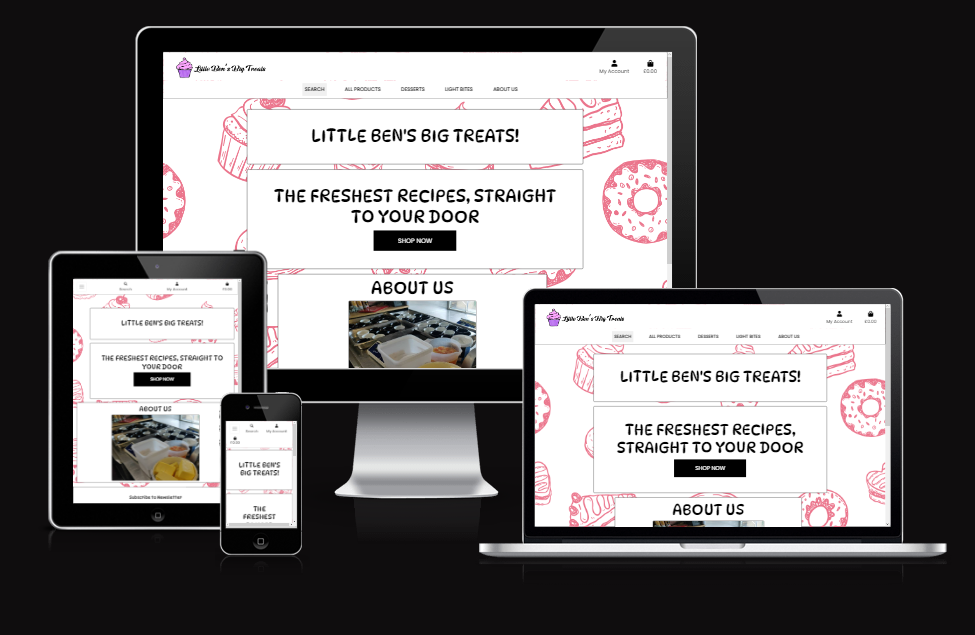 Little Ben's Big Treats
My Account
£0.00
SEARCH ALL PRODUCTS DESSERTS LIGHT BITES ABOUT US
LITTLE BEN'S BIG TREATS!
THE FRESHEST RECIPES, STRAIGHT
TO YOUR DOOR
SHOP NOW
ABOUT US
Search
My Account
£0.00
LITTLE BEN'S BIG TREATS!
THE FRESHEST RECIPES, STRAIGHT TO
YOUR DOOR
SHOP NOW
ABOUT US
Subscribe to Newsletter
Search
My Account
£0.00
LITTLE BEN'S
BIG TREATS!
THE
FRESHEST
Little Ben's Big Treats
My Account
£0.00
SEARCH ALL PRODUCTS DESSERTS LIGHT BITES ABOUT US
LITTLE BEN'S BIG TREATS!
THE FRESHEST RECIPES,
STRAIGHT TO YOUR DOOR
SHOP NOW
ABOUT US